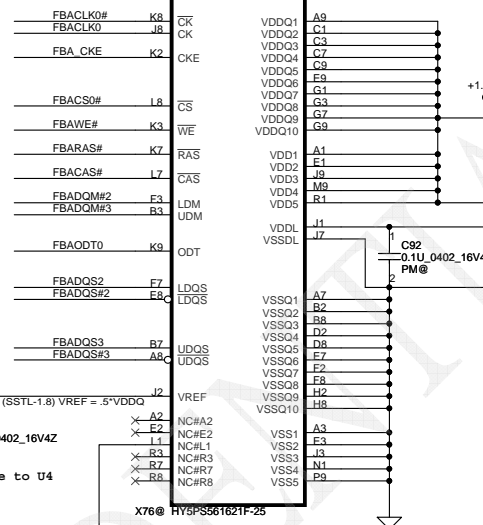 FBACLK0# K8 CK VDDQ1 A9
FBACLK0 J8 CK VDDQ2 C1
VDDQ3 C3
FBA_CKE K2 CKE VDDQ4 C7
VDDQ5 C9
VDDQ6 E9
VDDQ7 G1
FBACS0# L8 CS VDDQ8 G3
VDDQ9 G7
FBAWE# K3 WE VDDQ10 G9
+1.
FBARAS# K7 RAS VDD1 A1
VDD2 E1
FBACAS# L7 CAS VDD3 J9
VDD4 M9
FBADQM#2 F3 LDM VDD5 R1
FBADQM#3 B3 UDM
VDDL J1
VSSDL J7
FBAODT0 K9 ODT
1
C92
0.1U_0402_16V4
PM@
2
FBADQS2 F7 LDQS
FBADQS#2 E8 LDQS VSSQ1 A7
VSSQ2 B2
VSSQ3 B8
VSSQ4 D2
FBADQS3 B7 UDQS VSSQ5 D8
FBADQS#3 A8 UDQS VSSQ6 E7
VSSQ7 F2
VSSQ8 F8
J2 VREF VSSQ9 H2
(SSTL-1.8) VREF = .5*VDDQ VSSQ10 H8
A2 NC#A2
E2 NC#E2 VSS1 A3
0402_16V4Z
L1 NC#L1 VSS2 E3
R3 NC#R3 VSS3 J3
R7 NC#R7 VSS4 N1
e to U4
R8 NC#R8 VSS5 P9
X76@ HY5PS561621F-25